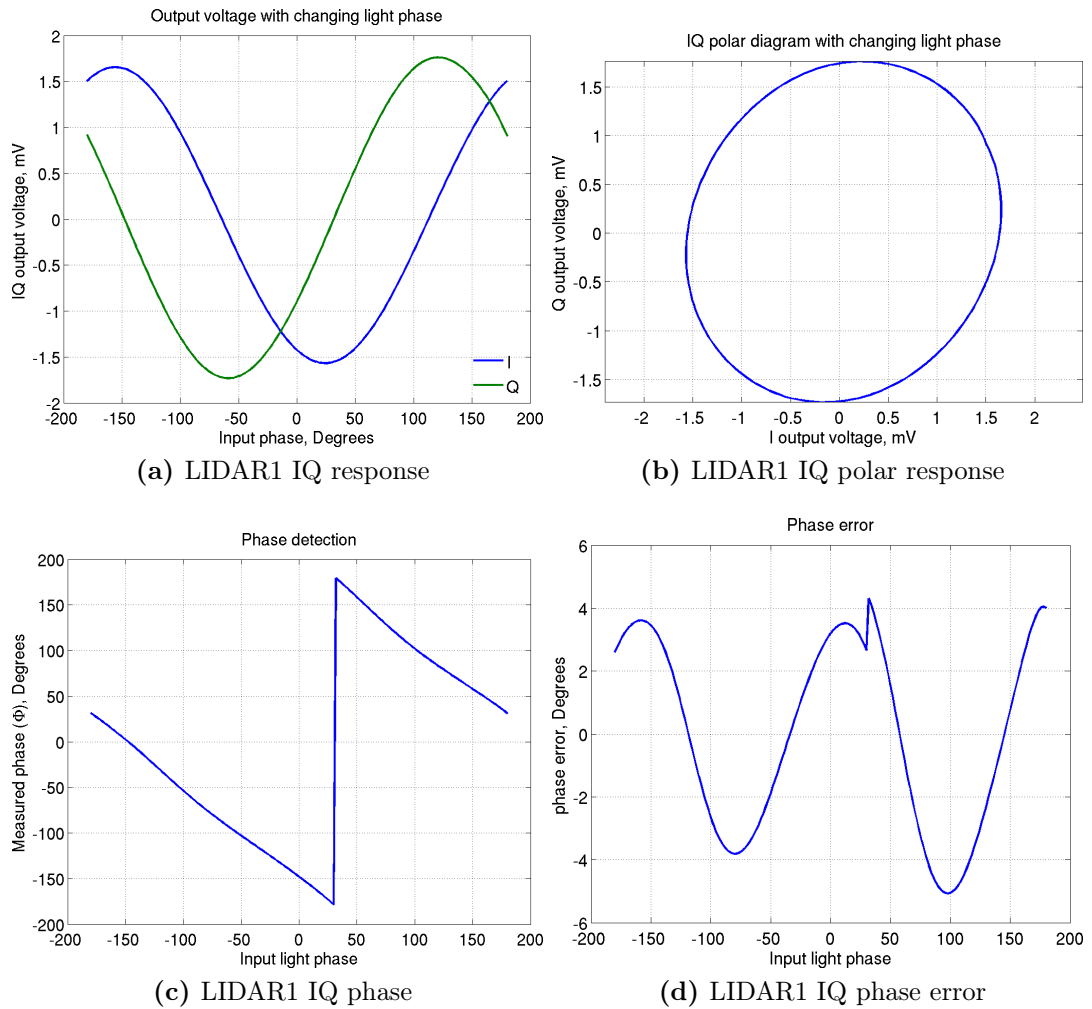 Output voltage with changing light phase
2
1.5
1
0.5
0
-0.5
-1
-1.5
-2
IQ output voltage, mV
I
Q
-200 -150 -100 -50 0 50 100 150 200
Input phase, Degrees
(a) LIDAR1 IQ response
IQ polar diagram with changing light phase
1.5
1
0.5
0
-0.5
-1
-1.5
Q output voltage, mV
-2 -1.5 -1 -0.5 0 0.5 1 1.5 2
I output voltage, mV
(b) LIDAR1 IQ polar response
Phase detection
200
150
100
50
0
-50
-100
-150
-200
Measured phase (Φ), Degrees
-200 -150 -100 -50 0 50 100 150 200
Input light phase
(c) LIDAR1 IQ phase
Phase error
6
4
2
0
-2
-4
-6
phase error, Degrees
-200 -150 -100 -50 0 50 100 150 200
Input light phase
(d) LIDAR1 IQ phase error